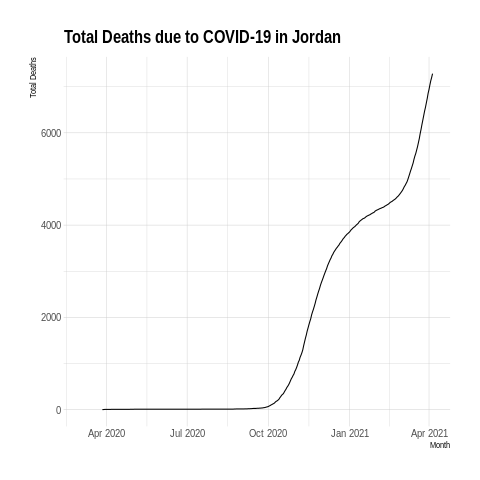 Total Deaths due to COVID-19 in Jordan
Total Deaths
6000
4000
2000
0
Apr 2020 Jul 2020 Oct 2020 Jan 2021 Apr 2021
Month